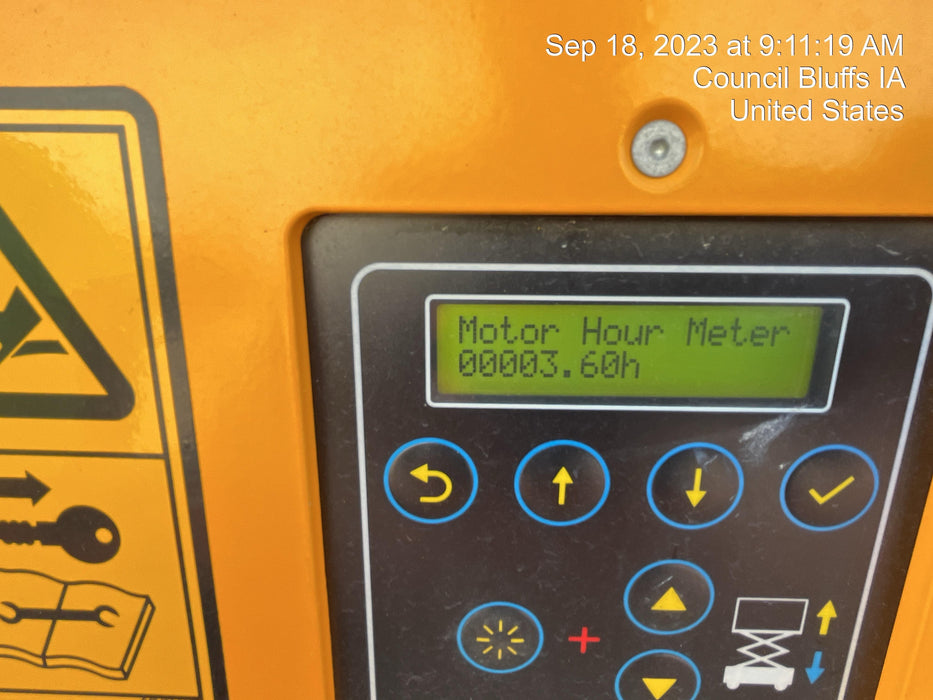 Sep 18, 2023 at 9:11:19 AM
Council Bluffs IA
United States
Motor Hour Meter
00003.60h